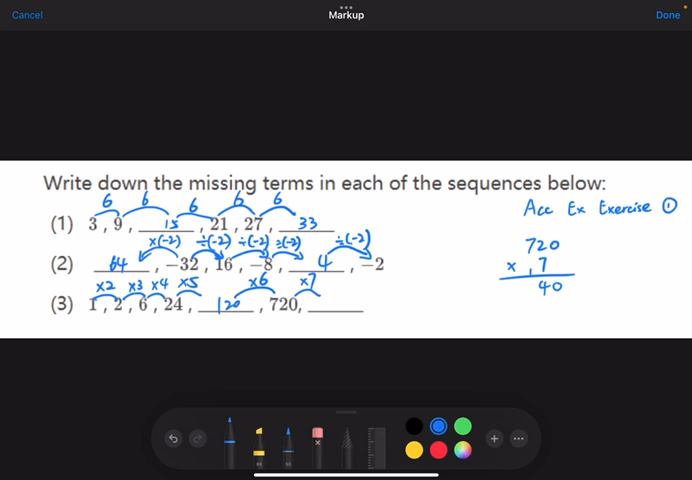 Cancel
Markup
Done
Write down the missing terms in each of the sequences below:
Acc Ex Exercise ①
6 6 6 6 6
(1) 3 , 9 , 15 , 21 , 27 , 33
×(-2) ÷(-2) ÷(-2) ÷(-2) ÷(-2)
(2) 64 , −32 , 16 , −8 , 4 , −2
×2 ×3 ×4 ×5 ×6 ×7
(3) 1 , 2 , 6 , 24 , 120 , 720, ______
720
× , 7
40